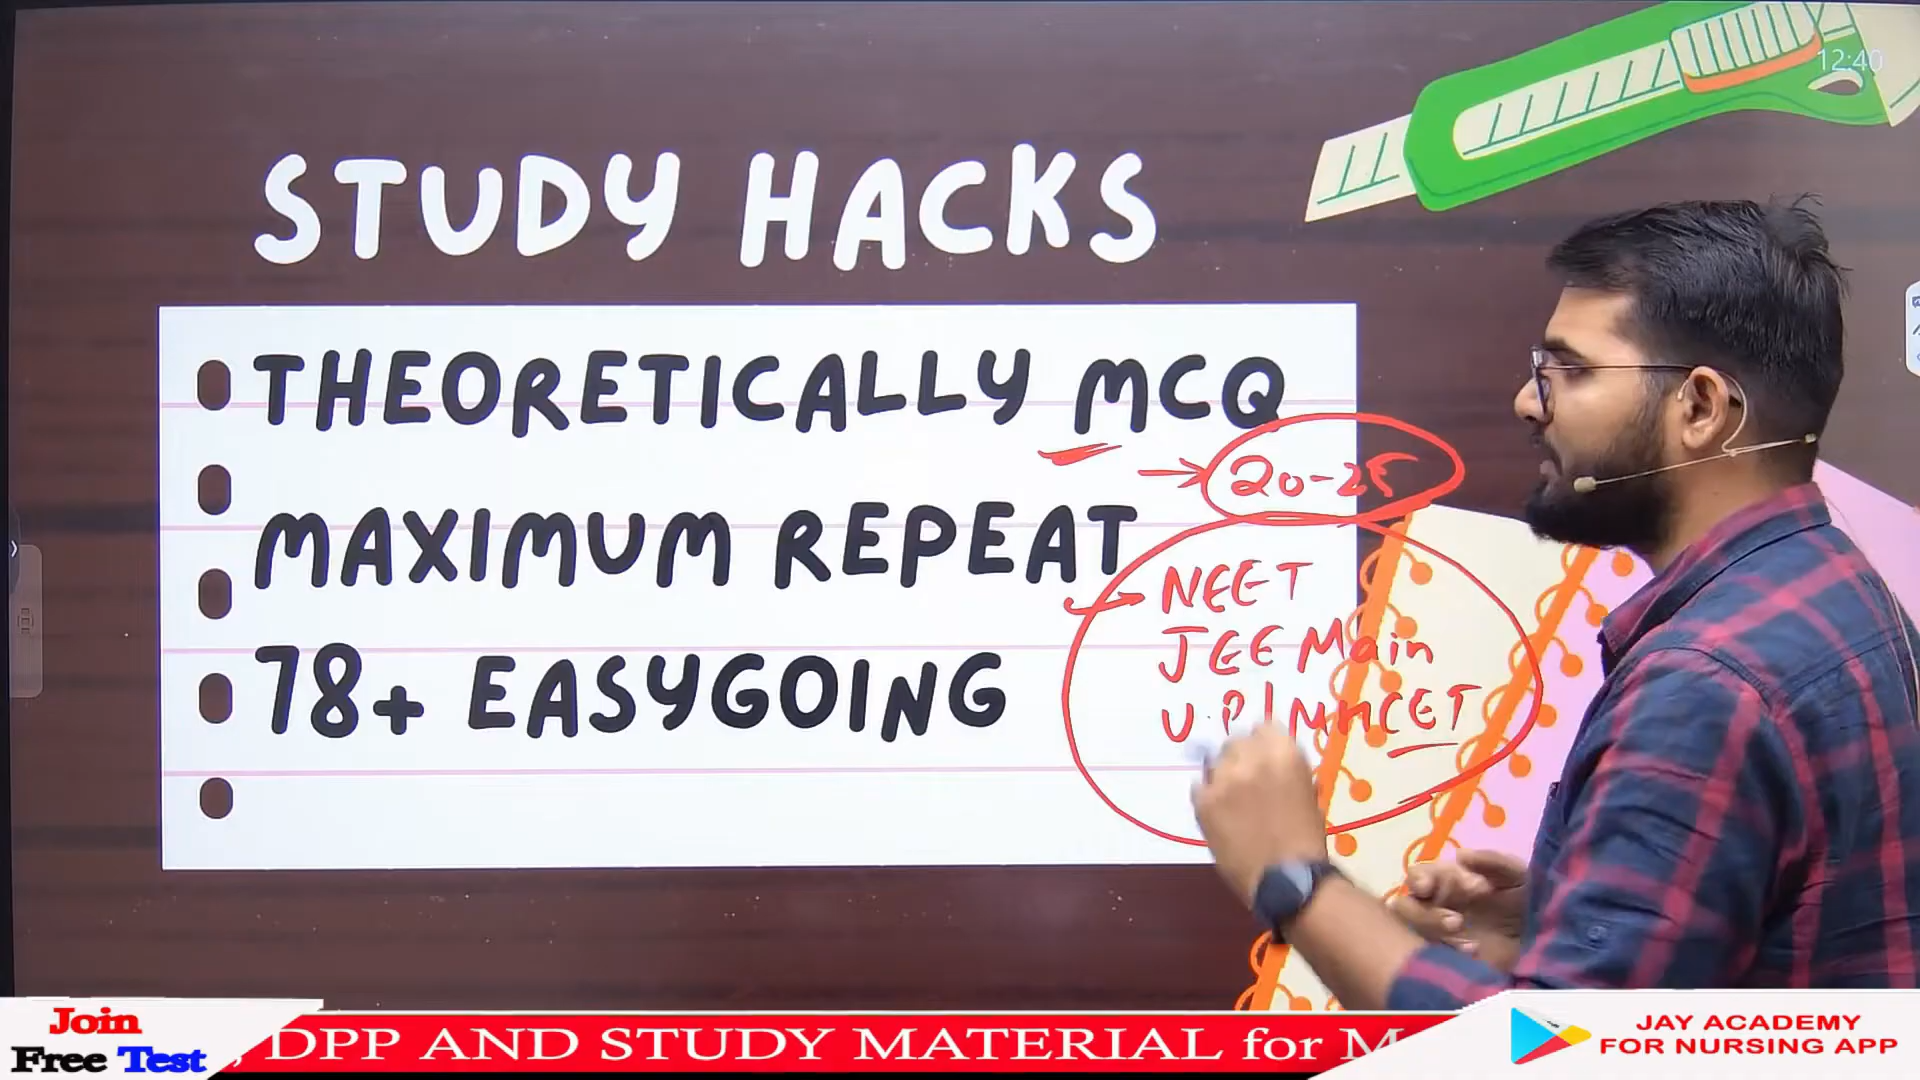 12:40
STUDY HACKS
THEORETICALLY MCQ
→ 20-25
MAXIMUM REPEAT
NEET
JEE Main
U.P | MHCET
78+ EASYGOING
Join
Free Test
, DPP AND STUDY MATERIAL for M
JAY ACADEMY
FOR NURSING APP